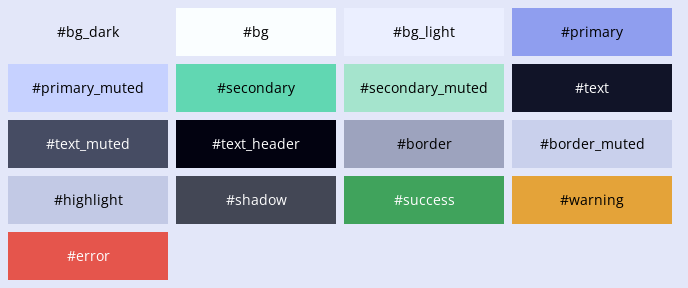 #bg_dark
#bg
#bg_light
#primary
#primary_muted
#secondary
#secondary_muted
#text
#text_muted
#text_header
#border
#border_muted
#highlight
#shadow
#success
#warning
#error